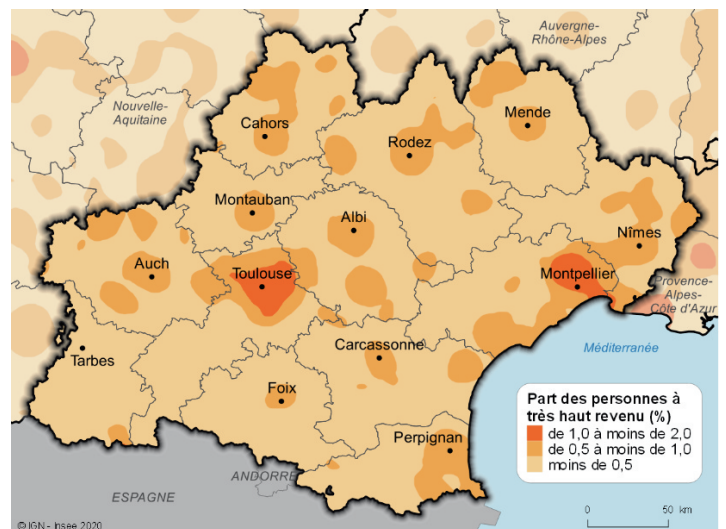 Auvergne-
Rhône-Alpes
Nouvelle-
Aquitaine
Mende
Cahors
Rodez
Montauban
Albi
Nîmes
Auch
Toulouse
Montpellier
Provence-
Alpes-
Côte d'Azur
Carcassonne
Méditerranée
Tarbes
Foix
Part des personnes à
très haut revenu (%)
de 1,0 à moins de 2,0
de 0,5 à moins de 1,0
moins de 0,5
Perpignan
ANDORRE
ESPAGNE
0 50 km
© IGN - Insee 2020